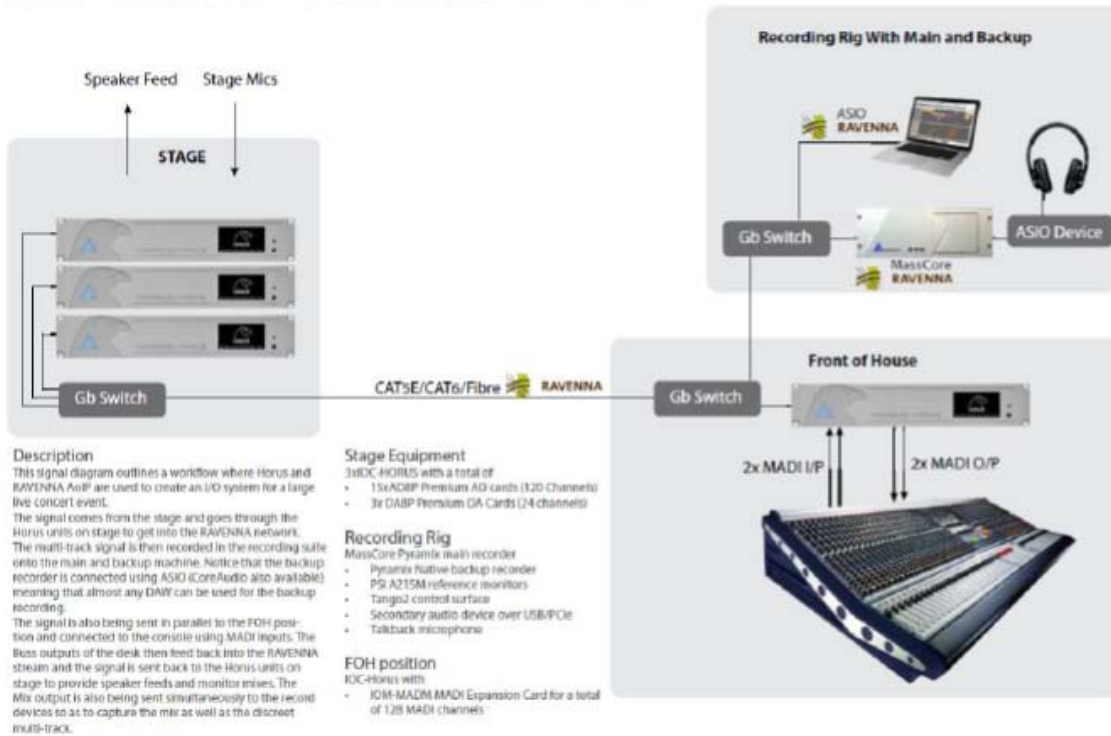 Recording Rig With Main and Backup
Speaker Feed Stage Mics
ASIO
RAVENNA
STAGE
Gb Switch
ASIO Device
MassCore
RAVENNA
Front of House
CAT5E/CAT6/Fibre RAVENNA
Gb Switch
Gb Switch
2x MADI I/P
2x MADI O/P
Description
This signal diagram outlines a workflow where Horus and
RAVENNA AoIP are used to create an I/O system for a large
live concert event.
The signal comes from the stage and goes through the
Horus units on stage to get into the RAVENNA network.
The multi-track signal is then recorded in the recording suite
onto the main and backup machine. Notice that the backup
recorder is connected using ASIO (CoreAudio also available)
meaning that almost any DAW can be used for the backup
recording.
The signal is also being sent in parallel to the FOH posi-
tion and connected to the console using MADI inputs. The
Buss outputs of the desk then feed back into the RAVENNA
stream and the signal is sent back to the Horus units on
stage to provide speaker feeds and monitor mixes. The
Mix output is also being sent simultaneously to the record
devices so as to capture the mix as well as the discreet
multi-track.
Stage Equipment
3xIOC-HORUS with a total of
• 15xAD8P Premium AD cards (120 Channels)
• 3x DA8P Premium DA Cards (24 channels)
Recording Rig
MassCore Pyramix main recorder
• Pyramix Native backup recorder
• PSI A215M reference monitors
• Tango2 control surface
• Secondary audio device over USB/PCIe
• Talkback microphone
FOH position
IOC-Horus with
• IOM-MADM MADI Expansion Card for a total
of 128 MADI channels